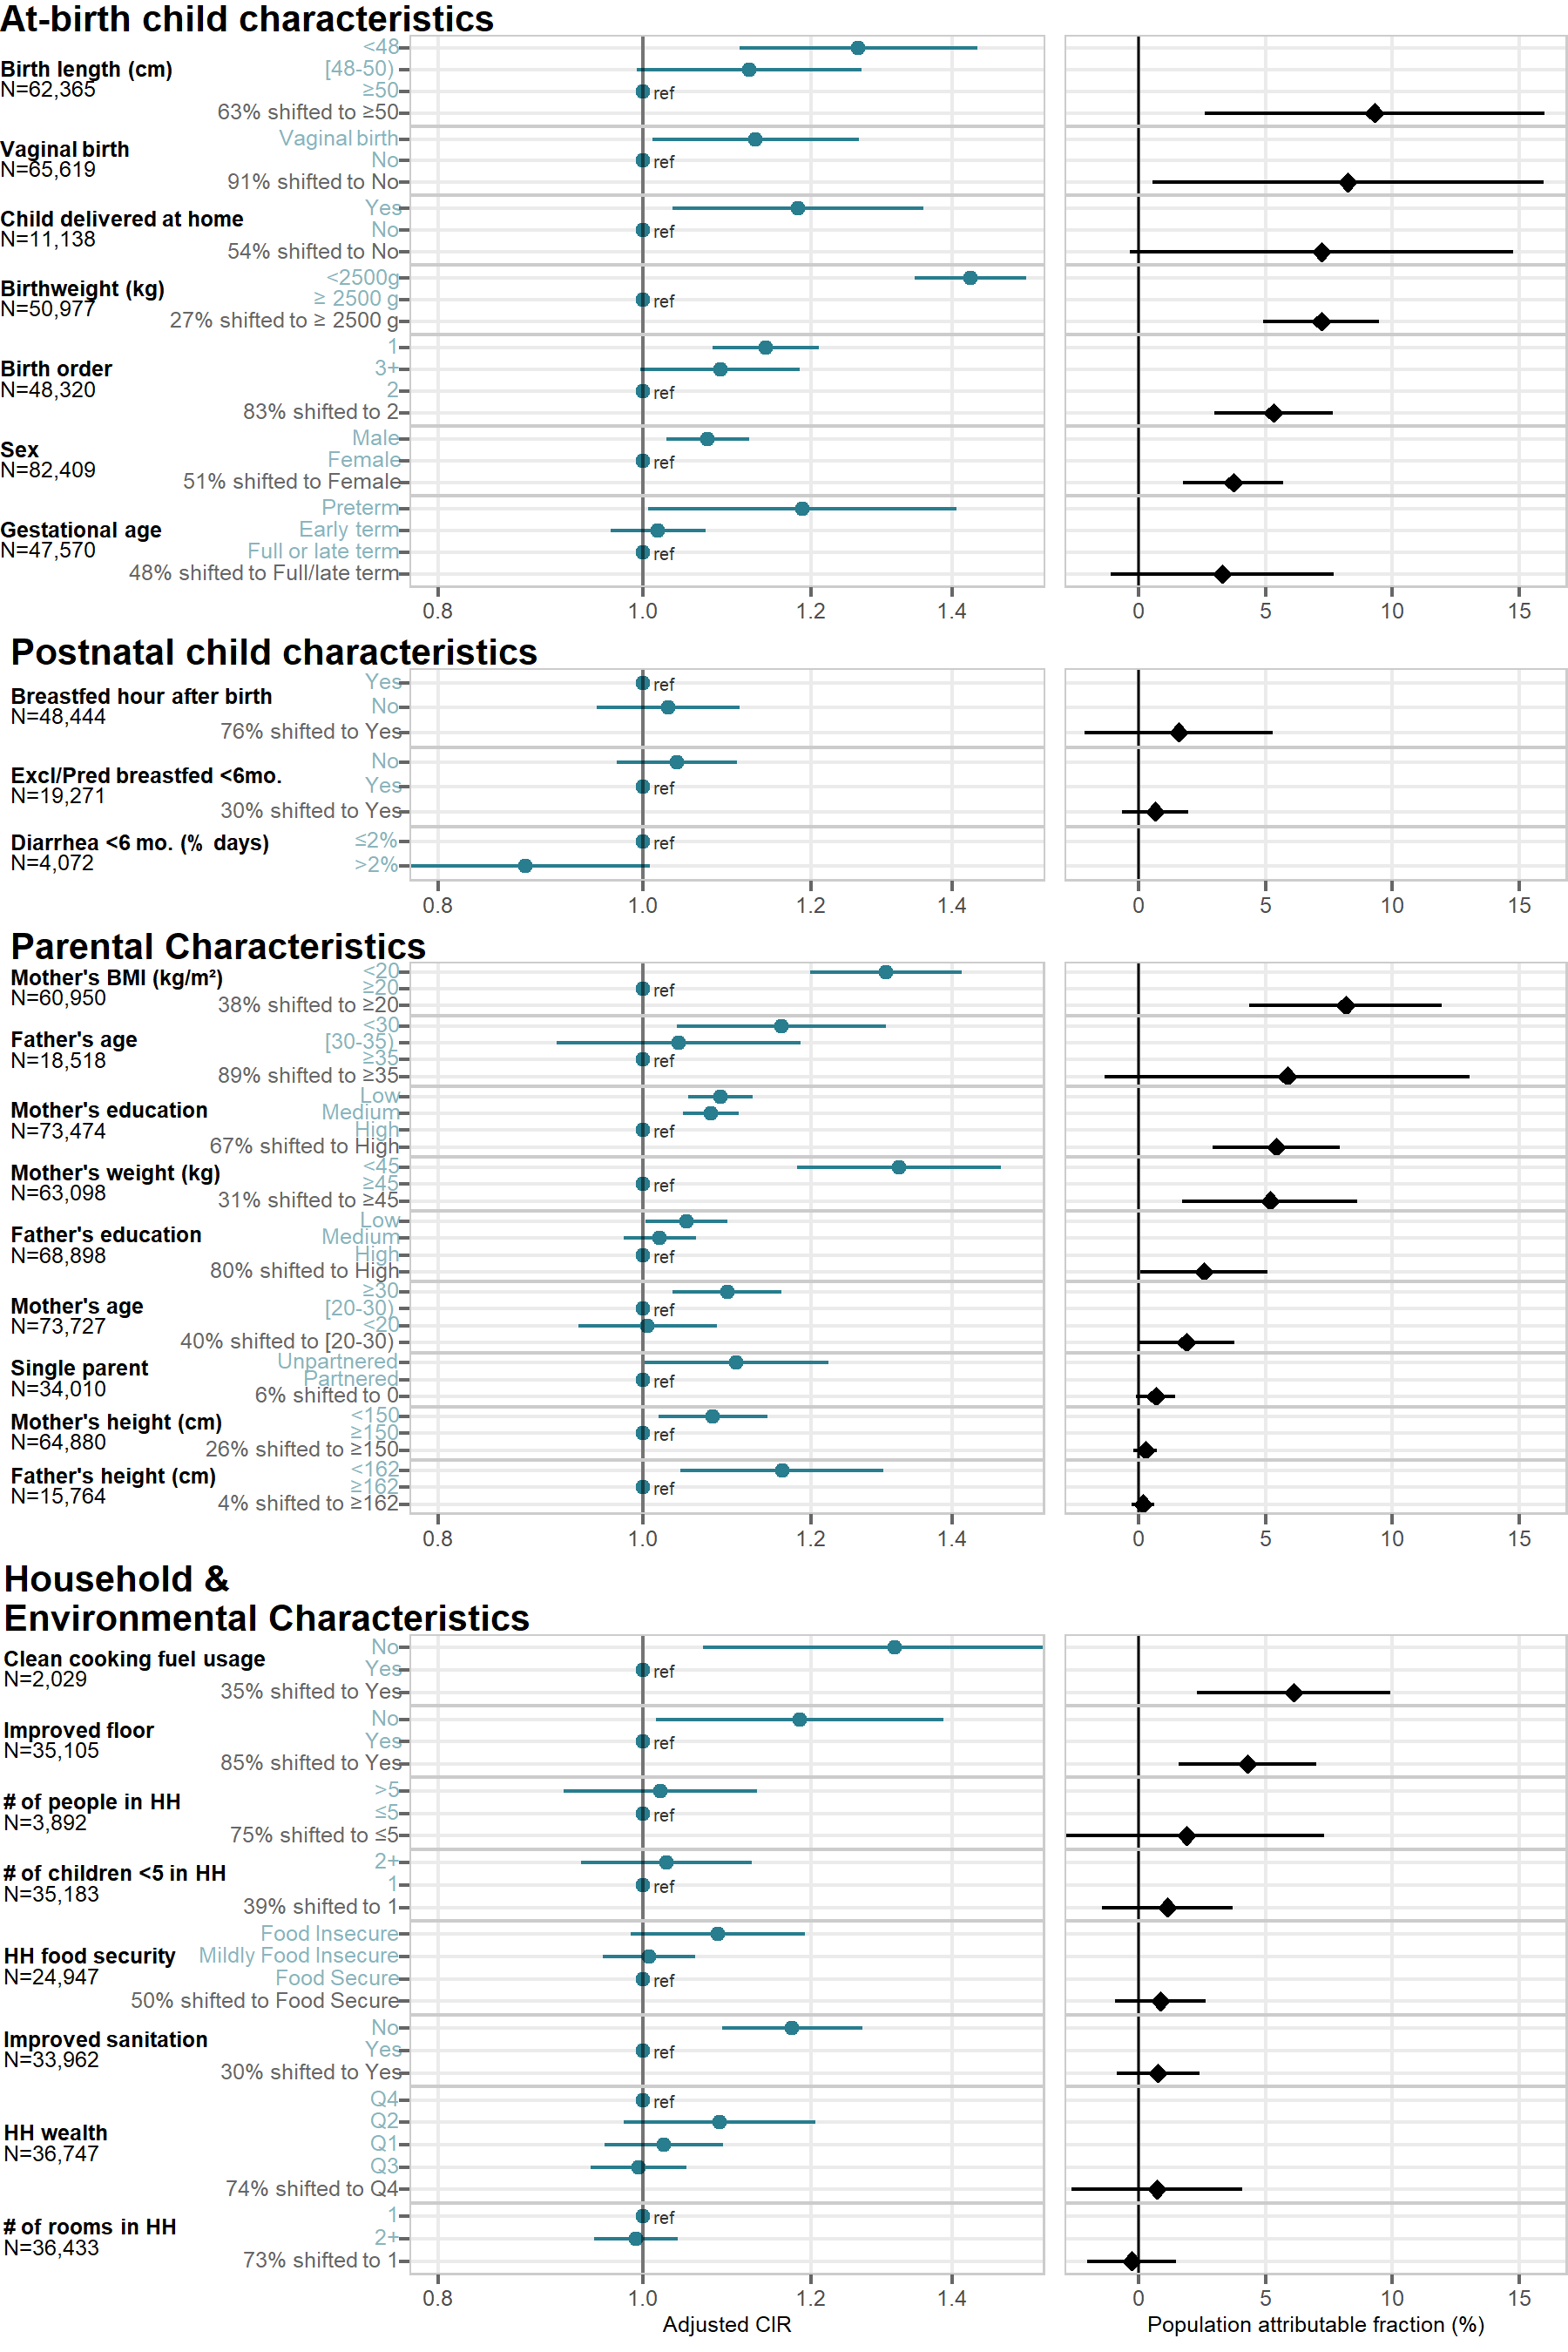 At-birth child characteristics
Birth length (cm)
N=62,365
<48
[48-50)
≥50
63% shifted to ≥50
ref
Vaginal birth
N=65,619
Vaginal birth
No
91% shifted to No
ref
Child delivered at home
N=11,138
Yes
No
54% shifted to No
ref
Birthweight (kg)
N=50,977
<2500g
≥ 2500 g
27% shifted to ≥ 2500 g
ref
Birth order
N=48,320
1
3+
2
83% shifted to 2
ref
Sex
N=82,409
Male
Female
51% shifted to Female
ref
Gestational age
N=47,570
Preterm
Early term
Full or late term
48% shifted to Full/late term
ref
0.8 1.0 1.2 1.4
0 5 10 15
Postnatal child characteristics
Breastfed hour after birth
N=48,444
Yes
No
76% shifted to Yes
ref
Excl/Pred breastfed <6mo.
N=19,271
No
Yes
30% shifted to Yes
ref
Diarrhea <6 mo. (% days)
N=4,072
≤2%
>2%
ref
0.8 1.0 1.2 1.4
0 5 10 15
Parental Characteristics
Mother's BMI (kg/m²)
N=60,950
<20
≥20
38% shifted to ≥20
ref
Father's age
N=18,518
<30
[30-35)
≥35
89% shifted to ≥35
ref
Mother's education
N=73,474
Low
Medium
High
67% shifted to High
ref
Mother's weight (kg)
N=63,098
<45
≥45
31% shifted to ≥45
ref
Father's education
N=68,898
Low
Medium
High
80% shifted to High
ref
Mother's age
N=73,727
≥30
[20-30)
<20
40% shifted to [20-30)
ref
Single parent
N=34,010
Unpartnered
Partnered
6% shifted to 0
ref
Mother's height (cm)
N=64,880
<150
≥150
26% shifted to ≥150
ref
Father's height (cm)
N=15,764
<162
≥162
4% shifted to ≥162
ref
0.8 1.0 1.2 1.4
0 5 10 15
Household &
Environmental Characteristics
Clean cooking fuel usage
N=2,029
No
Yes
35% shifted to Yes
ref
Improved floor
N=35,105
No
Yes
85% shifted to Yes
ref
# of people in HH
N=3,892
>5
≤5
75% shifted to ≤5
ref
# of children <5 in HH
N=35,183
2+
1
39% shifted to 1
ref
HH food security
N=24,947
Food Insecure
Mildly Food Insecure
Food Secure
50% shifted to Food Secure
ref
Improved sanitation
N=33,962
No
Yes
30% shifted to Yes
ref
HH wealth
N=36,747
Q4
Q2
Q1
Q3
74% shifted to Q4
ref
# of rooms in HH
N=36,433
1
2+
73% shifted to 1
ref
0.8 1.0 1.2 1.4
0 5 10 15
Adjusted CIR
Population attributable fraction (%)